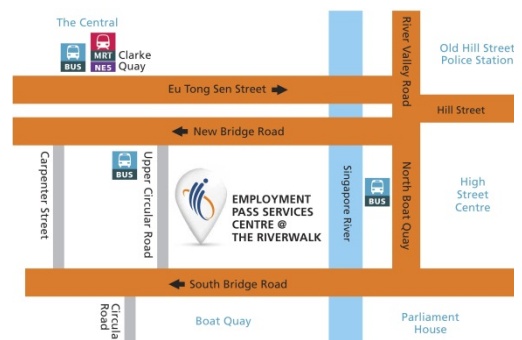 The Central
BUS
MRT
NE5
Clarke
Quay
River Valley Road
Old Hill Street
Police Station
Eu Tong Sen Street
Hill Street
New Bridge Road
BUS
Carpenter Street
Upper Circular Road
EMPLOYMENT
PASS SERVICES
CENTRE @
THE RIVERWALK
Singapore River
BUS
North Boat Quay
High
Street
Centre
South Bridge Road
Boat Quay
Parliament
House
Road